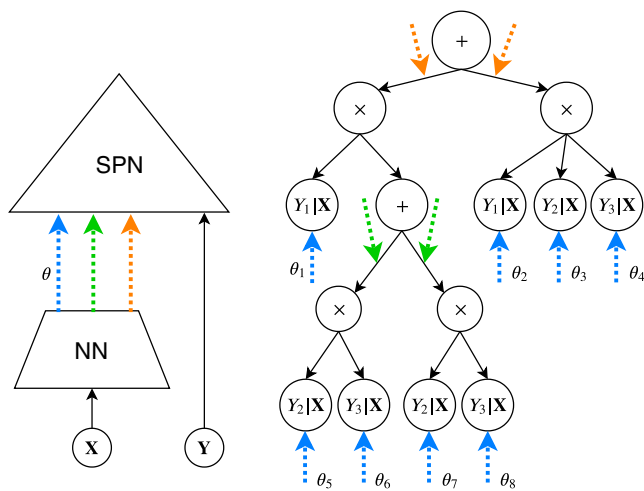 +
× ×
SPN
Y₁|X + Y₁|X Y₂|X Y₃|X
θ θ₁ θ₂ θ₃ θ₄
× ×
NN
Y₂|X Y₃|X Y₂|X Y₃|X
X Y
θ₅ θ₆ θ₇ θ₈